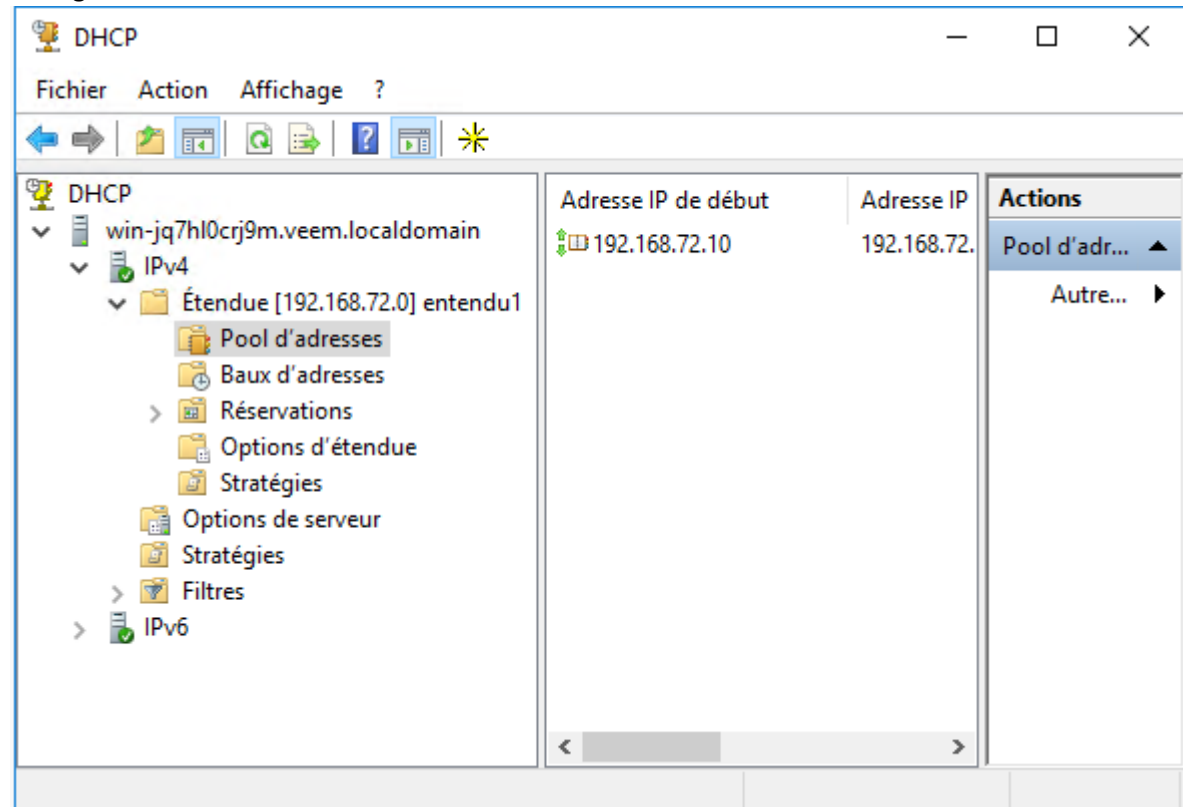 DHCP
Fichier Action Affichage ?
DHCP
win-jq7hl0crj9m.veem.localdomain
IPv4
Étendue [192.168.72.0] entendu1
Pool d'adresses
Baux d'adresses
Réservations
Options d'étendue
Stratégies
Options de serveur
Stratégies
Filtres
IPv6
Adresse IP de début Adresse IP
192.168.72.10 192.168.72.
Actions
Pool d'adr...
Autre...